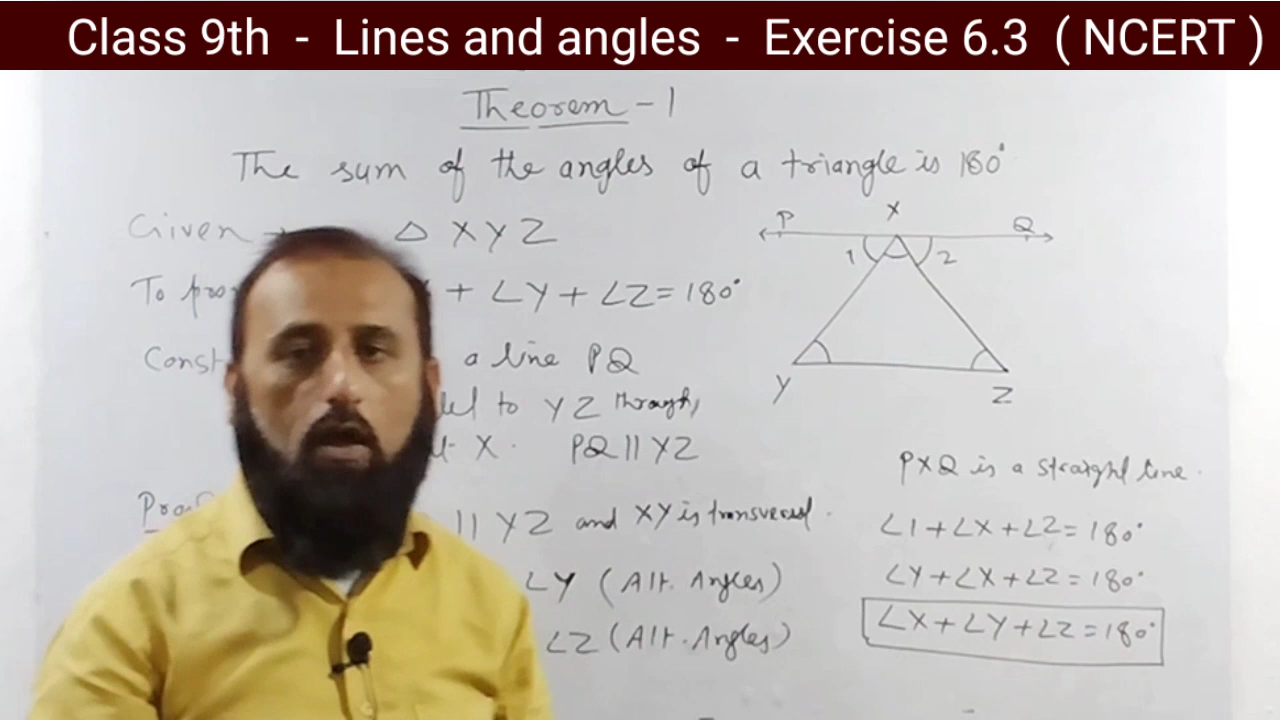 Class 9th - Lines and angles - Exercise 6.3 ( NCERT )
Theorem - 1
The sum of the angles of a triangle is 180°
Given → △ XYZ
To + ∠Y + ∠Z = 180°
a line PQ
to YZ through,
X. PQ || YZ
|| YZ and XY is transversal.
∠Y (Alt. Angles)
∠Z (Alt. Angles)
P X Q
1 2
Y Z
PXQ is a straight line.
∠1 + ∠X + ∠2 = 180°
∠Y + ∠X + ∠Z = 180°
∠X + ∠Y + ∠Z = 180°